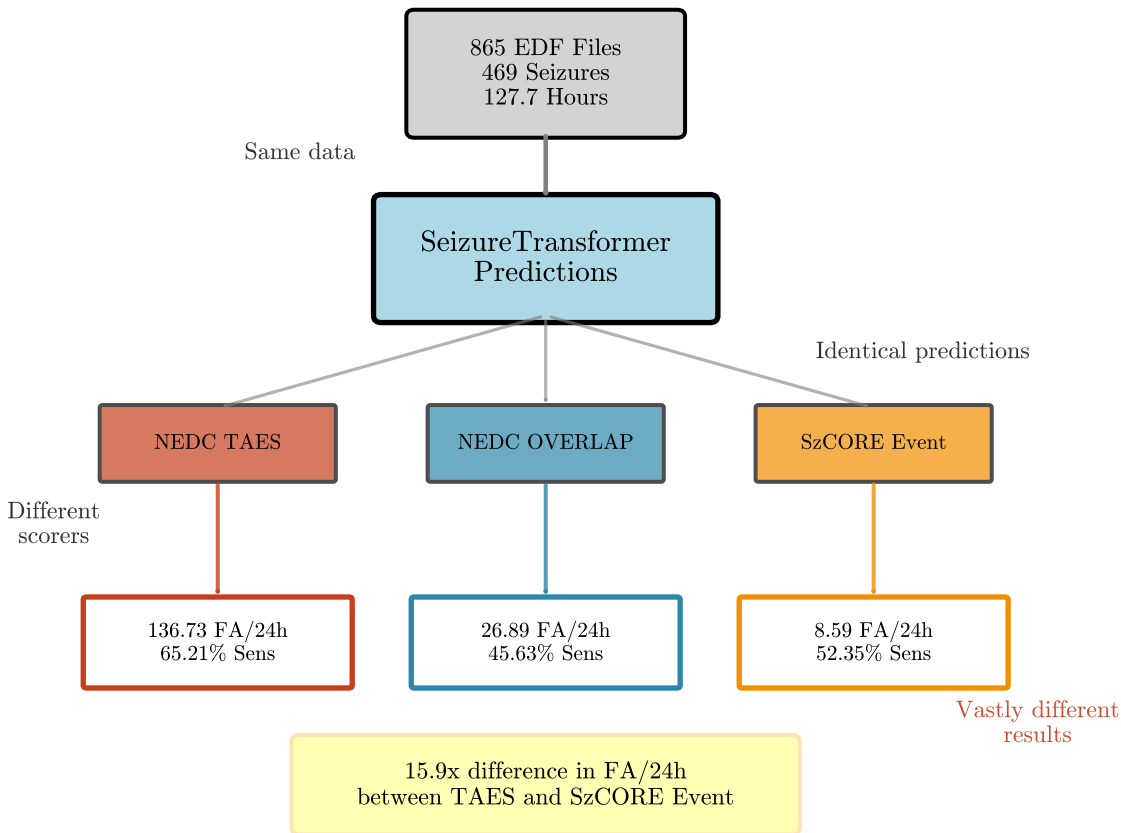 865 EDF Files
469 Seizures
127.7 Hours
Same data
SeizureTransformer
Predictions
Identical predictions
NEDC TAES
NEDC OVERLAP
SzCORE Event
Different
scorers
136.73 FA/24h
65.21% Sens
26.89 FA/24h
45.63% Sens
8.59 FA/24h
52.35% Sens
Vastly different
results
15.9x difference in FA/24h
between TAES and SzCORE Event